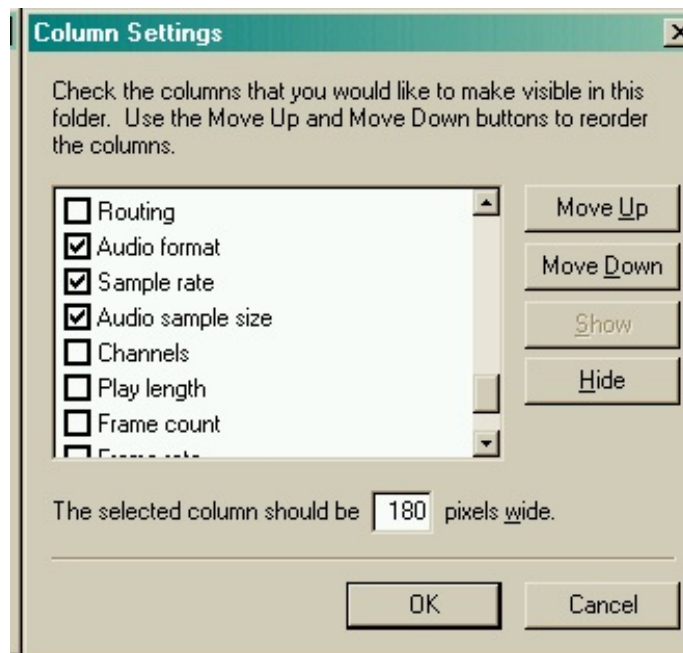 Column Settings
Check the columns that you would like to make visible in this
folder. Use the Move Up and Move Down buttons to reorder
the columns.
Routing
Audio format
Sample rate
Audio sample size
Channels
Play length
Frame count
Move Up
Move Down
Show
Hide
The selected column should be 180 pixels wide.
OK
Cancel